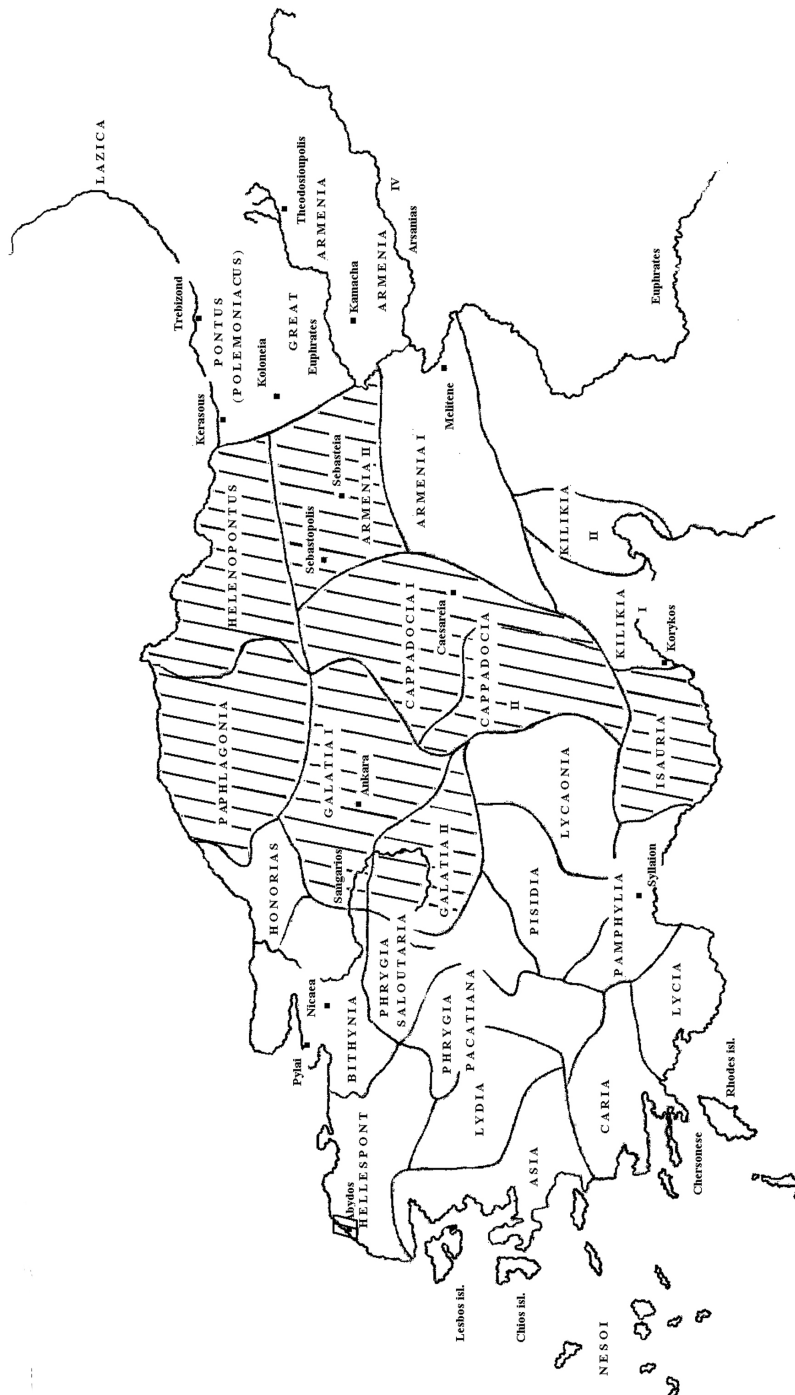 LAZICA
Trebizond
PONTUS
(POLEMONIACUS)
Kerasous
Koloneia
Theodosioupolis
GREAT
ARMENIA
Euphrates
Kamacha
ARMENIA
IV
Arsanias
Euphrates
HELENOPONTUS
Sebastopolis
Sebasteia
ARMENIA II
ARMENIA I
Melitene
KILIKIA
II
PAPHLAGONIA
CAPPADOCIA I
Caesareia
CAPPADOCIA
II
KILIKIA
I
Korykos
GALATIA I
Ankara
HONORIAS
Sangarios
GALATIA II
LYCAONIA
ISAURIA
PISIDIA
Syllaion
PAMPHYLIA
Nicaea
PHRYGIA
SALOUTARIA
Pylai
BITHYNIA
PHRYGIA
PACATIANA
LYCIA
HELLESPONT
Abydos
LYDIA
CARIA
ASIA
Rhodes isl.
Chersonese
Lesbos isl.
Chios isl.
NESOI